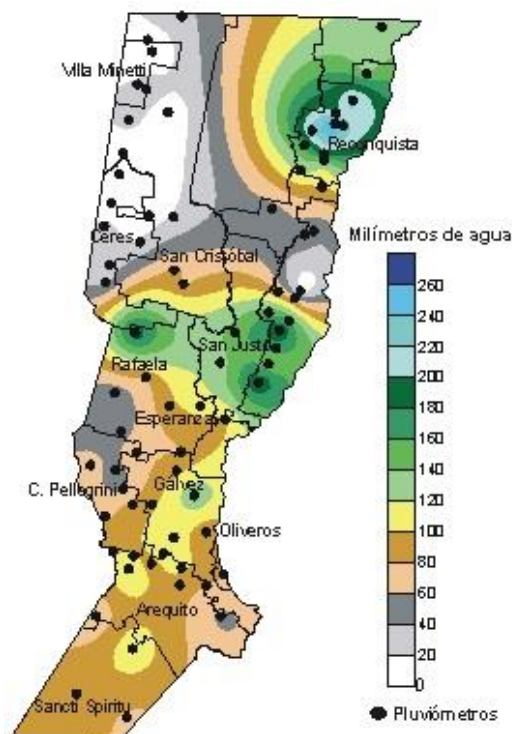 Villa Minetti
Reconquista
Ceres
Milímetros de agua
San Cristóbal
260
240
220
200
San Justo
Rafaela
180
160
Esperanza
140
120
C. Pellegrini
Gálvez
100
Oliveros
80
60
Arequito
40
20
0
Sancti Spiritu
Pluviómetros